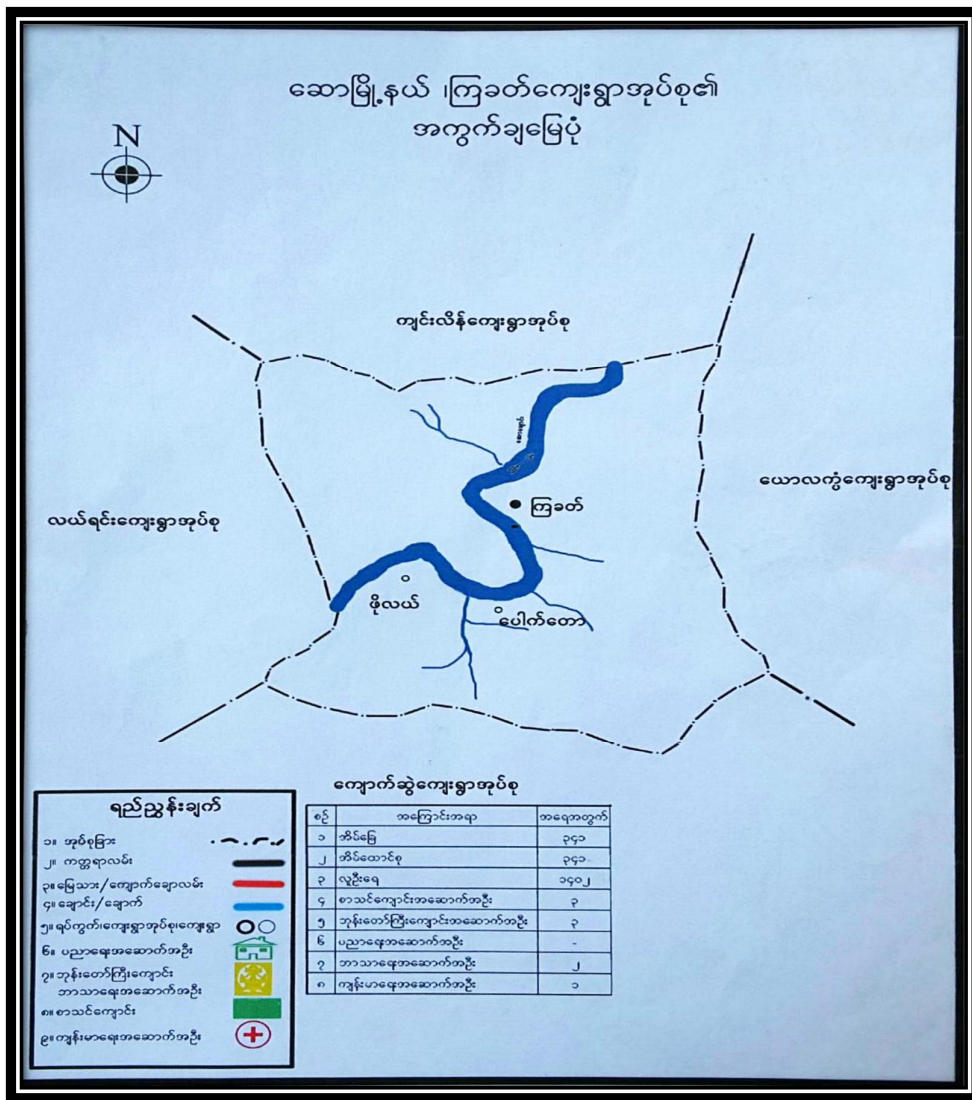 ဆောမြို့နယ် ၊ကြခတ်ကျေးရွာအုပ်စု၏
အကွက်ချမြေပုံ
N
ကျင်းလိန်ကျေးရွာအုပ်စု
ယောလက္ပံကျေးရွာအုပ်စု
ကြခတ်
လယ်ရင်းကျေးရွာအုပ်စု
ဖိုလယ်
ပေါက်တော
ကျောက်ဆွဲကျေးရွာအုပ်စု
ရည်ညွှန်းချက်
၁။ အုပ်စုခြား
၂။ ကတ္တရာလမ်း
၃။မြေသား/ကျောက်ချောလမ်း
၄။ချောင်း/ချောက်
၅။ရပ်ကွက်၊ကျေးရွာအုပ်စု၊ကျေးရွာ
၆။ ပညာရေးအဆောက်အဦး
၇။ဘုန်းတော်ကြီးကျောင်း
ဘာသာရေးအဆောက်အဦး
၈။စာသင်ကျောင်း
၉။ကျန်းမာရေးအဆောက်အဦး
စဉ် အကြောင်းအရာ အရေအတွက်
၁ အိမ်ခြေ ၃၄၁
၂ အိမ်ထောင်စု ၃၄၁
၃ လူဦးရေ ၁၄၀၂
၄ စာသင်ကျောင်းအဆောက်အဦး ၃
၅ ဘုန်းတော်ကြီးကျောင်းအဆောက်အဦး ၃
၆ ပညာရေးအဆောက်အဦး -
၇ ဘာသာရေးအဆောက်အဦး ၂
၈ ကျန်းမာရေးအဆောက်အဦး ၁